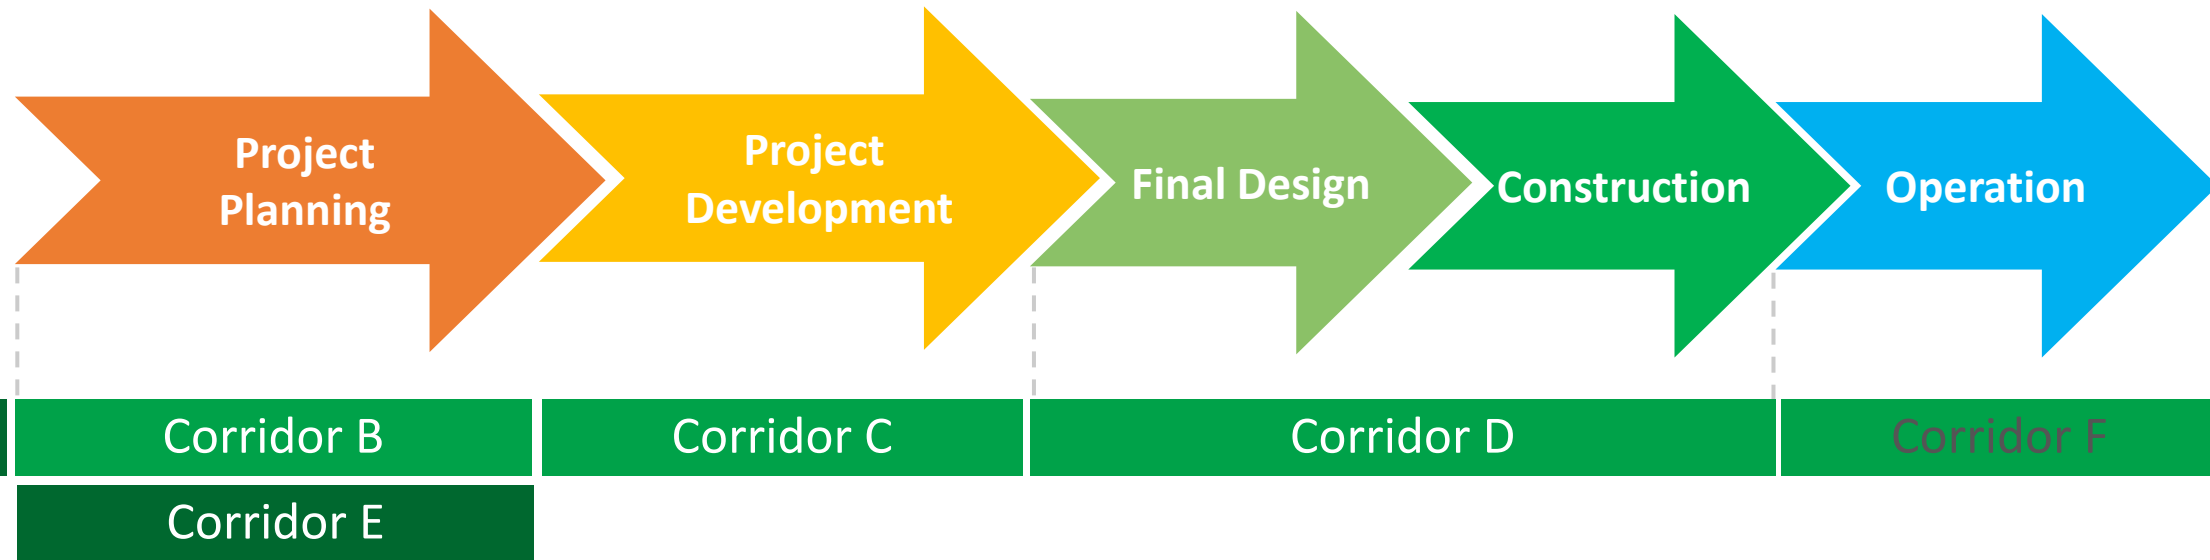 Project
Planning
Project
Development
Final Design
Construction
Operation
Corridor B
Corridor C
Corridor D
Corridor F
Corridor E